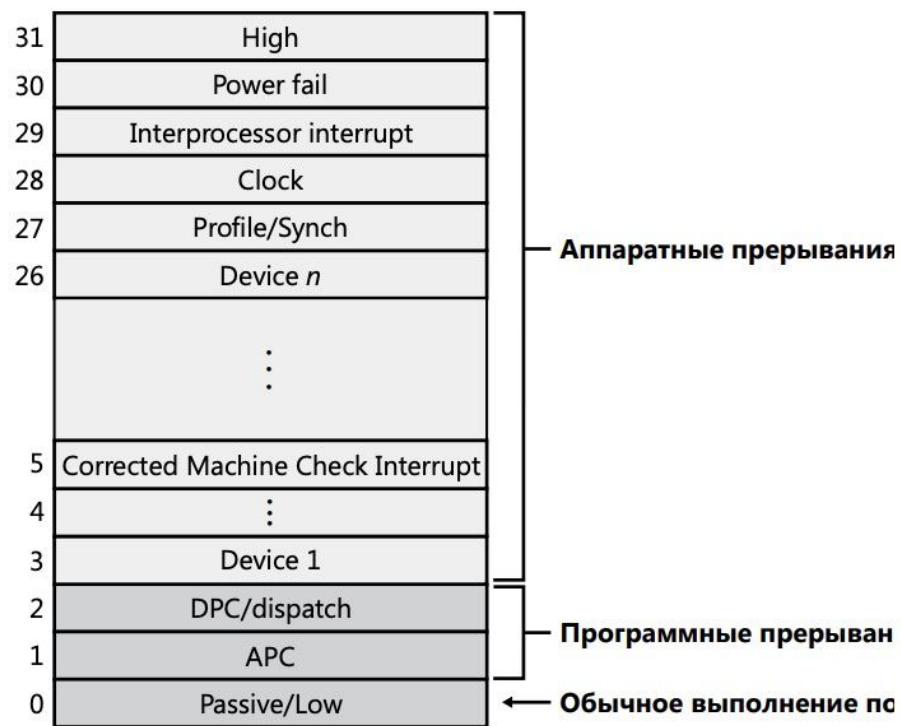 31 High
30 Power fail
29 Interprocessor interrupt
28 Clock
27 Profile/Synch
Аппаратные прерывания
26 Device n
5 Corrected Machine Check Interrupt
4
3 Device 1
2 DPC/dispatch
Программные прерыван
1 APC
0 Passive/Low
Обычное выполнение по